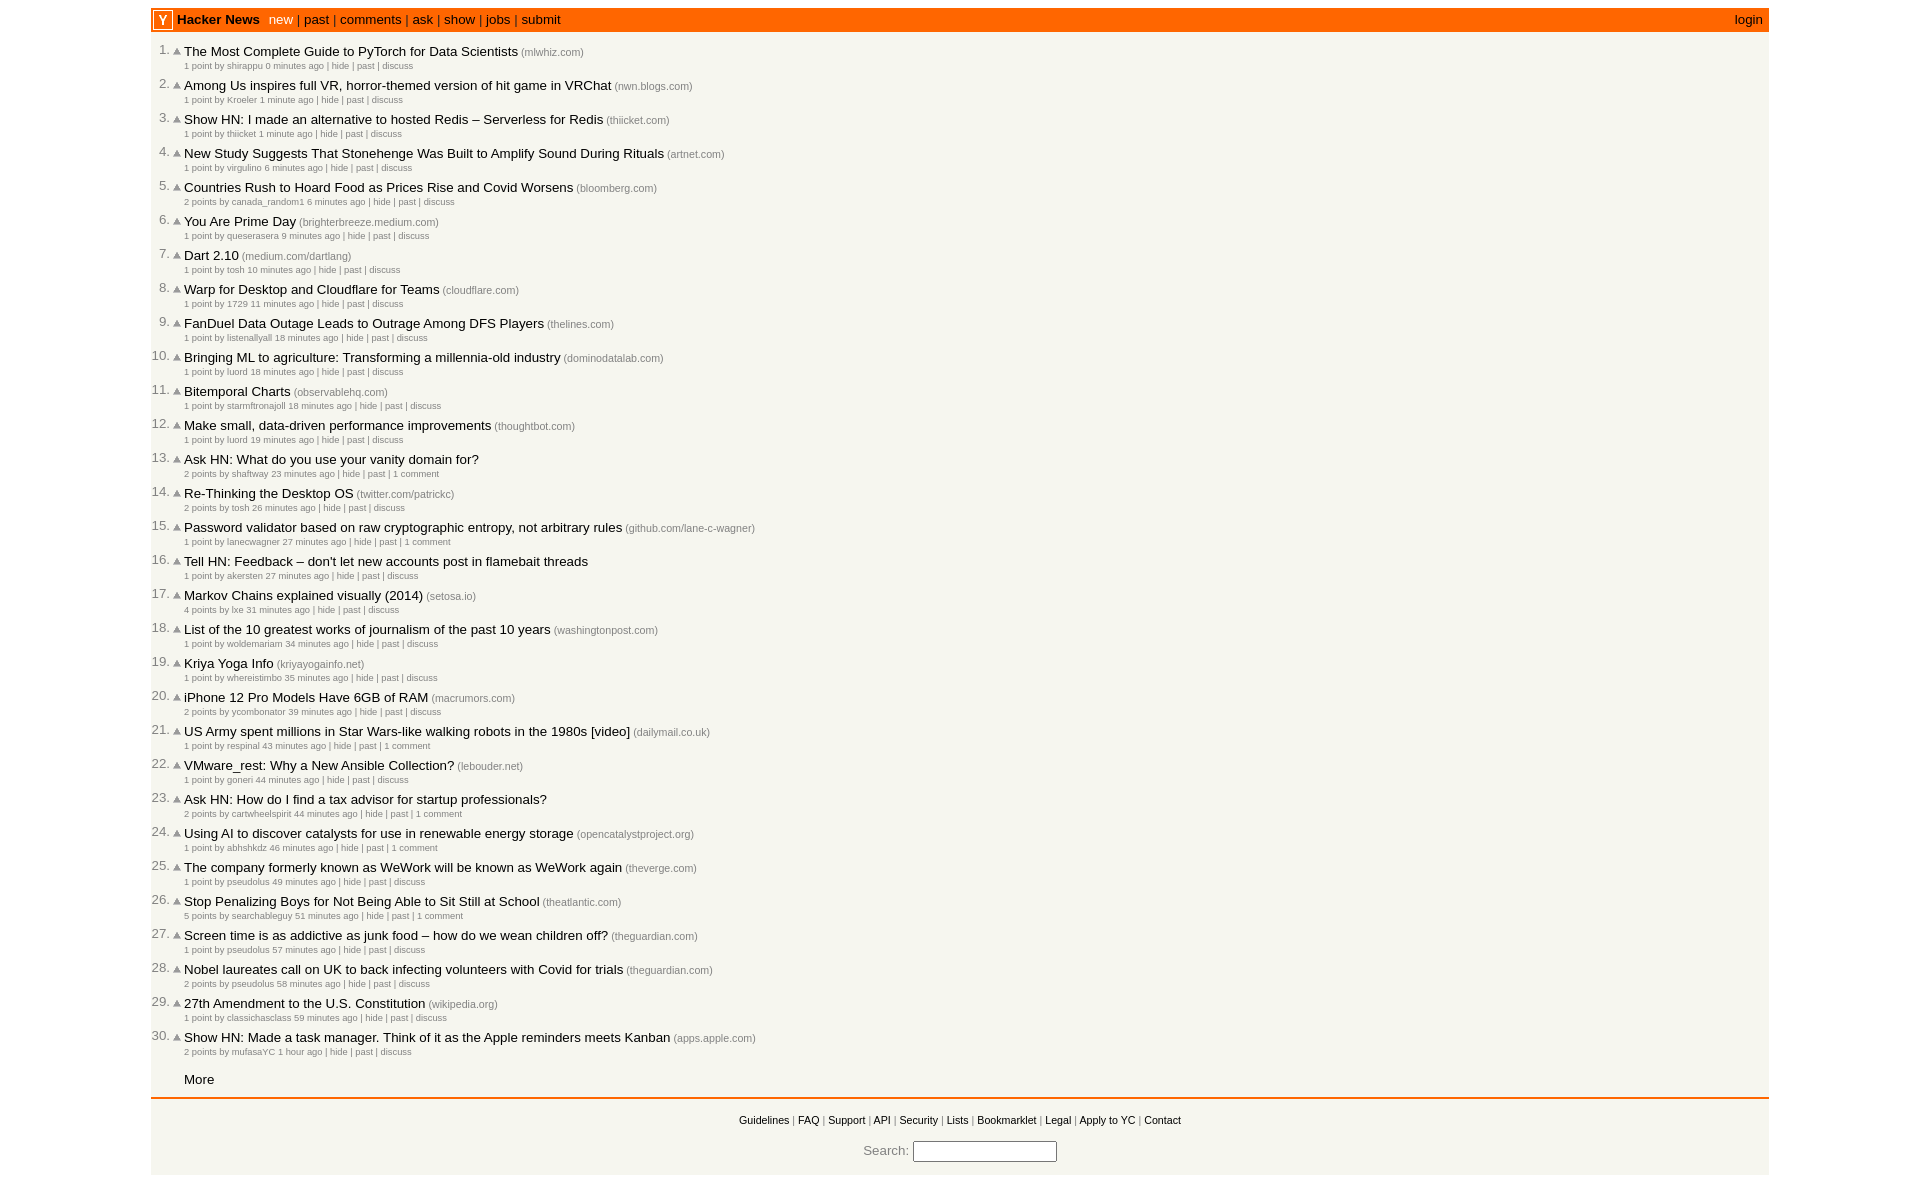 Y Hacker News new | past | comments | ask | show | jobs | submit login
1. The Most Complete Guide to PyTorch for Data Scientists (mlwhiz.com)
1 point by shirappu 0 minutes ago | hide | past | discuss
2. Among Us inspires full VR, horror-themed version of hit game in VRChat (nwn.blogs.com)
1 point by Kroeler 1 minute ago | hide | past | discuss
3. Show HN: I made an alternative to hosted Redis – Serverless for Redis (thiicket.com)
1 point by thiicket 1 minute ago | hide | past | discuss
4. New Study Suggests That Stonehenge Was Built to Amplify Sound During Rituals (artnet.com)
1 point by virgulino 6 minutes ago | hide | past | discuss
5. Countries Rush to Hoard Food as Prices Rise and Covid Worsens (bloomberg.com)
2 points by canada_random1 6 minutes ago | hide | past | discuss
6. You Are Prime Day (brighterbreeze.medium.com)
1 point by queserasera 9 minutes ago | hide | past | discuss
7. Dart 2.10 (medium.com/dartlang)
1 point by tosh 10 minutes ago | hide | past | discuss
8. Warp for Desktop and Cloudflare for Teams (cloudflare.com)
1 point by 1729 11 minutes ago | hide | past | discuss
9. FanDuel Data Outage Leads to Outrage Among DFS Players (thelines.com)
1 point by listenallyall 18 minutes ago | hide | past | discuss
10. Bringing ML to agriculture: Transforming a millennia-old industry (dominodatalab.com)
1 point by luord 18 minutes ago | hide | past | discuss
11. Bitemporal Charts (observablehq.com)
1 point by starmftronajoll 18 minutes ago | hide | past | discuss
12. Make small, data-driven performance improvements (thoughtbot.com)
1 point by luord 19 minutes ago | hide | past | discuss
13. Ask HN: What do you use your vanity domain for?
2 points by shaftway 23 minutes ago | hide | past | 1 comment
14. Re-Thinking the Desktop OS (twitter.com/patrickc)
2 points by tosh 26 minutes ago | hide | past | discuss
15. Password validator based on raw cryptographic entropy, not arbitrary rules (github.com/lane-c-wagner)
1 point by lanecwagner 27 minutes ago | hide | past | 1 comment
16. Tell HN: Feedback – don't let new accounts post in flamebait threads
1 point by akersten 27 minutes ago | hide | past | discuss
17. Markov Chains explained visually (2014) (setosa.io)
4 points by lxe 31 minutes ago | hide | past | discuss
18. List of the 10 greatest works of journalism of the past 10 years (washingtonpost.com)
1 point by woldemariam 34 minutes ago | hide | past | discuss
19. Kriya Yoga Info (kriyayogainfo.net)
1 point by whereistimbo 35 minutes ago | hide | past | discuss
20. iPhone 12 Pro Models Have 6GB of RAM (macrumors.com)
2 points by ycombonator 39 minutes ago | hide | past | discuss
21. US Army spent millions in Star Wars-like walking robots in the 1980s [video] (dailymail.co.uk)
1 point by respinal 43 minutes ago | hide | past | 1 comment
22. VMware_rest: Why a New Ansible Collection? (lebouder.net)
1 point by goneri 44 minutes ago | hide | past | discuss
23. Ask HN: How do I find a tax advisor for startup professionals?
2 points by cartwheelspirit 44 minutes ago | hide | past | 1 comment
24. Using AI to discover catalysts for use in renewable energy storage (opencatalystproject.org)
1 point by abhshkdz 46 minutes ago | hide | past | 1 comment
25. The company formerly known as WeWork will be known as WeWork again (theverge.com)
1 point by pseudolus 49 minutes ago | hide | past | discuss
26. Stop Penalizing Boys for Not Being Able to Sit Still at School (theatlantic.com)
5 points by searchableguy 51 minutes ago | hide | past | 1 comment
27. Screen time is as addictive as junk food – how do we wean children off? (theguardian.com)
1 point by pseudolus 57 minutes ago | hide | past | discuss
28. Nobel laureates call on UK to back infecting volunteers with Covid for trials (theguardian.com)
2 points by pseudolus 58 minutes ago | hide | past | discuss
29. 27th Amendment to the U.S. Constitution (wikipedia.org)
1 point by classichasclass 59 minutes ago | hide | past | discuss
30. Show HN: Made a task manager. Think of it as the Apple reminders meets Kanban (apps.apple.com)
2 points by mufasaYC 1 hour ago | hide | past | discuss
More
Guidelines | FAQ | Support | API | Security | Lists | Bookmarklet | Legal | Apply to YC | Contact
Search: